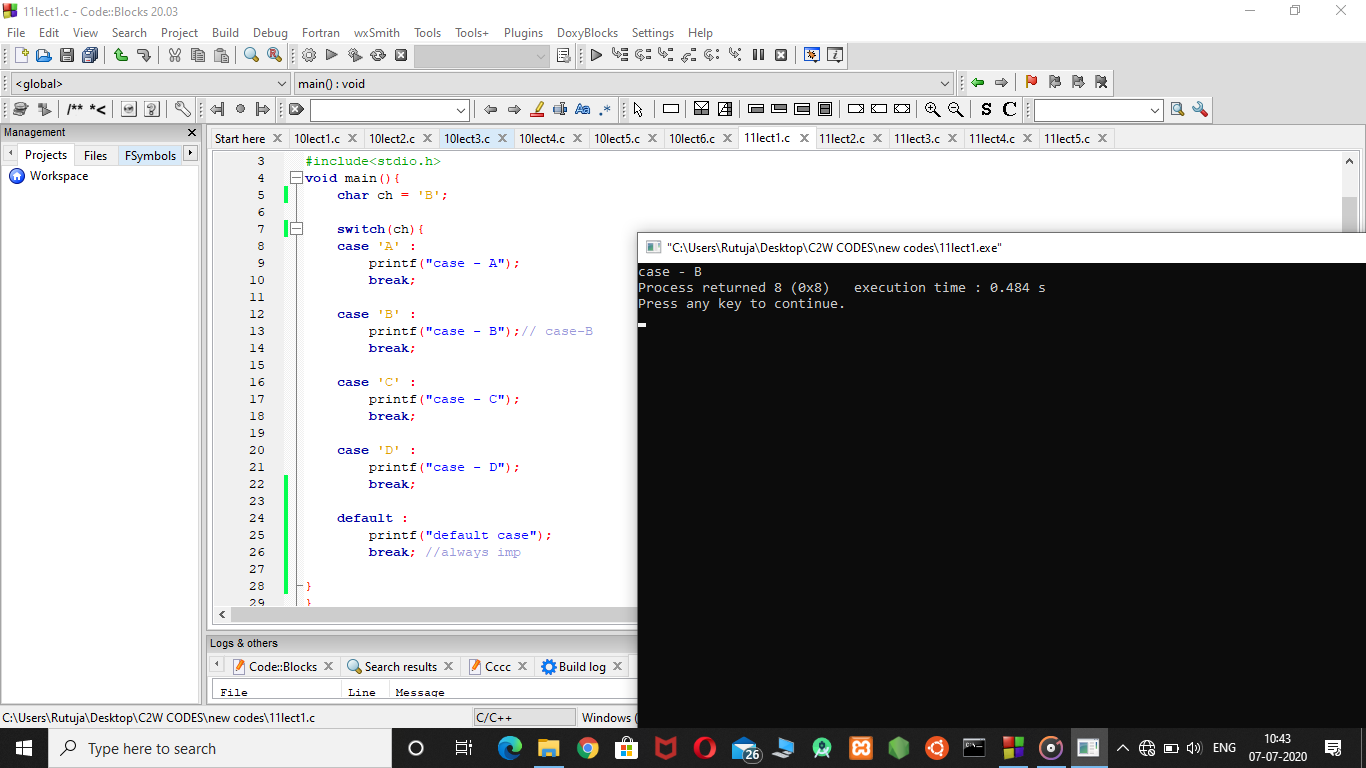 11lect1.c - Code::Blocks 20.03
File Edit View Search Project Build Debug Fortran wxSmith Tools Tools+ Plugins DoxyBlocks Settings Help
<global> main() : void
/** *< Aa .* S C
Management
Start here 10lect1.c 10lect2.c 10lect3.c 10lect4.c 10lect5.c 10lect6.c 11lect1.c 11lect2.c 11lect3.c 11lect4.c 11lect5.c
Projects Files FSymbols
Workspace
3 #include<stdio.h>
4 void main(){
5 char ch = 'B';
6
7 switch(ch){
8 case 'A' :
9 printf("case - A");
10 break;
11
12 case 'B' :
13 printf("case - B");// case-B
14 break;
15
16 case 'C' :
17 printf("case - C");
18 break;
19
20 case 'D' :
21 printf("case - D");
22 break;
23
24 default :
25 printf("default case");
26 break; //always imp
27
28 }
29 }
"C:\Users\Rutuja\Desktop\C2W CODES\new codes\11lect1.exe"
case - B
Process returned 8 (0x8) execution time : 0.484 s
Press any key to continue.
Logs & others
Code::Blocks Search results Cccc Build log
File Line Message
C:\Users\Rutuja\Desktop\C2W CODES\new codes\11lect1.c C/C++ Windows (
Type here to search 26 ENG 10:43
07-07-2020